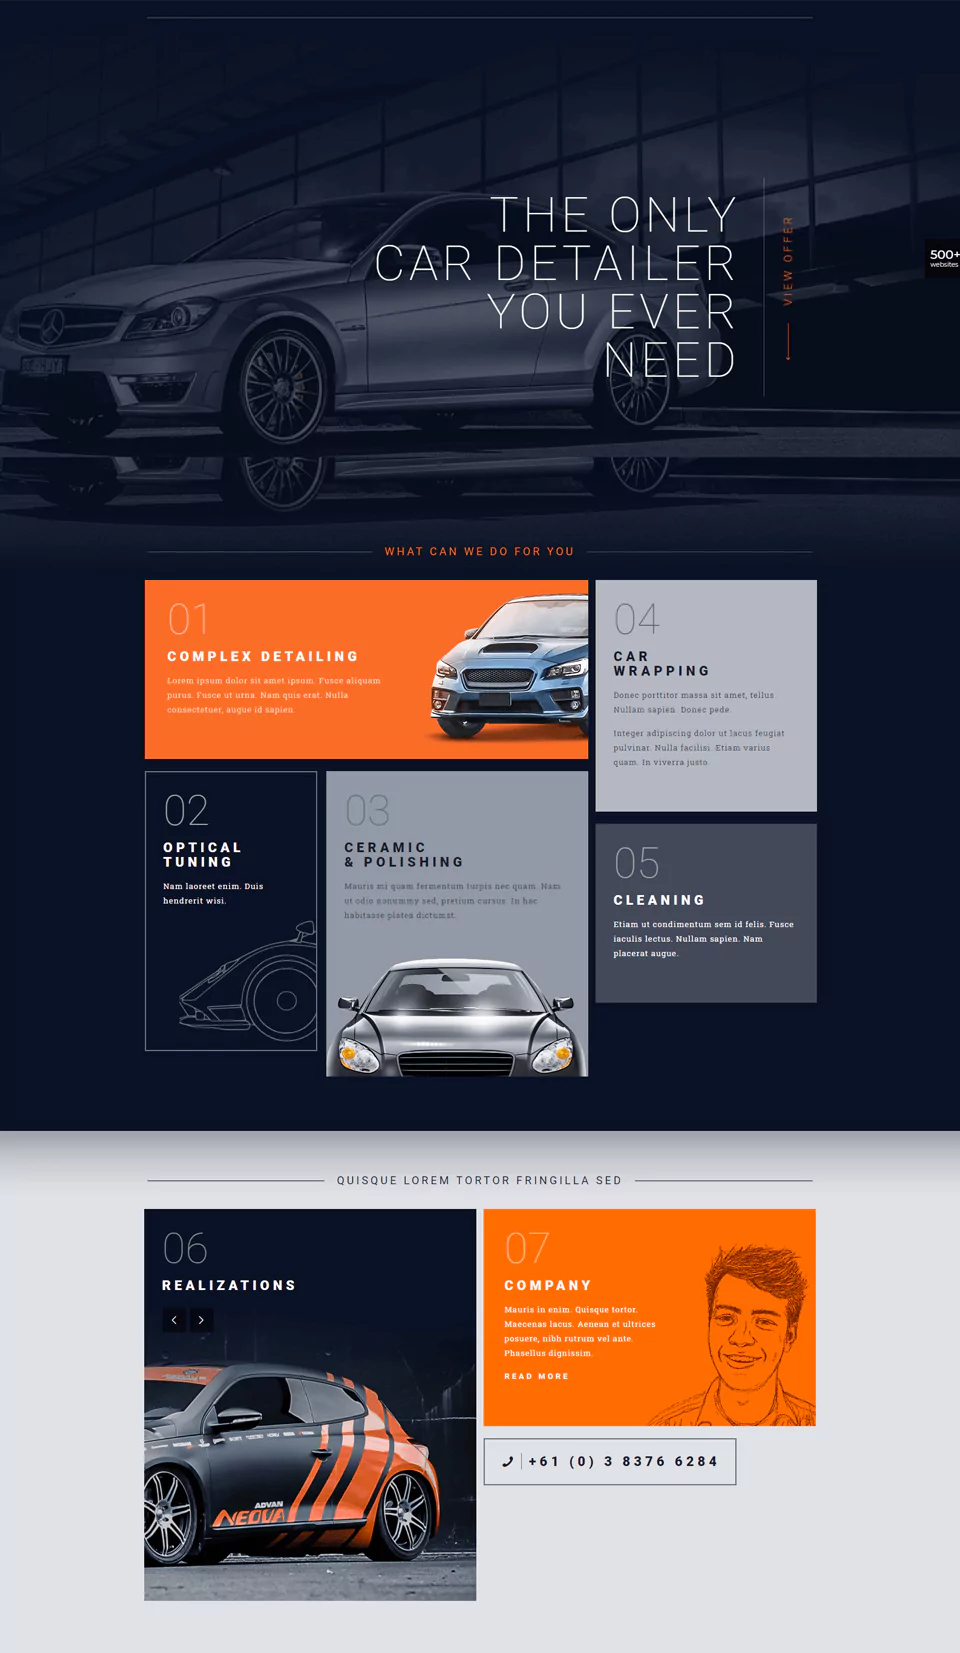 THE ONLY
CAR DETAILER
YOU EVER
NEED
VIEW OFFER
500+
websites
WHAT CAN WE DO FOR YOU
01
COMPLEX DETAILING
Lorem ipsum dolor sit amet ipsum. Fusce aliquam
purus. Fusce ut urna. Nam quis erat. Nulla
consectetuer, augue id sapien.
04
CAR
WRAPPING
Donec porttitor massa sit amet, tellus.
Nullam sapien. Donec pede.
Integer adipiscing dolor ut lacus feugiat
pulvinar. Nulla facilisi. Etiam varius
quam. In viverra justo.
02
OPTICAL
TUNING
Nam laoreet enim. Duis
hendrerit wisi.
03
CERAMIC
& POLISHING
Mauris mi quam fermentum turpis nec quam. Nam
ut odio nonummy sed, pretium cursus. In hac
habitasse platea dictumst.
05
CLEANING
Etiam ut condimentum sem id felis. Fusce
iaculis lectus. Nullam sapien. Nam
placerat augue.
QUISQUE LOREM TORTOR FRINGILLA SED
06
REALIZATIONS
ADVAN
NEOVA
07
COMPANY
Mauris in enim. Quisque tortor.
Maecenas lacus. Aenean et ultrices
posuere, nibh rutrum vel ante.
Phasellus dignissim.
READ MORE
+61 (0) 3 8376 6284